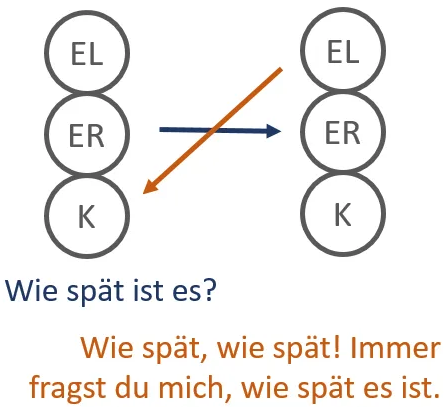 EL EL
ER ER
K K
Wie spät ist es?
Wie spät, wie spät! Immer
fragst du mich, wie spät es ist.